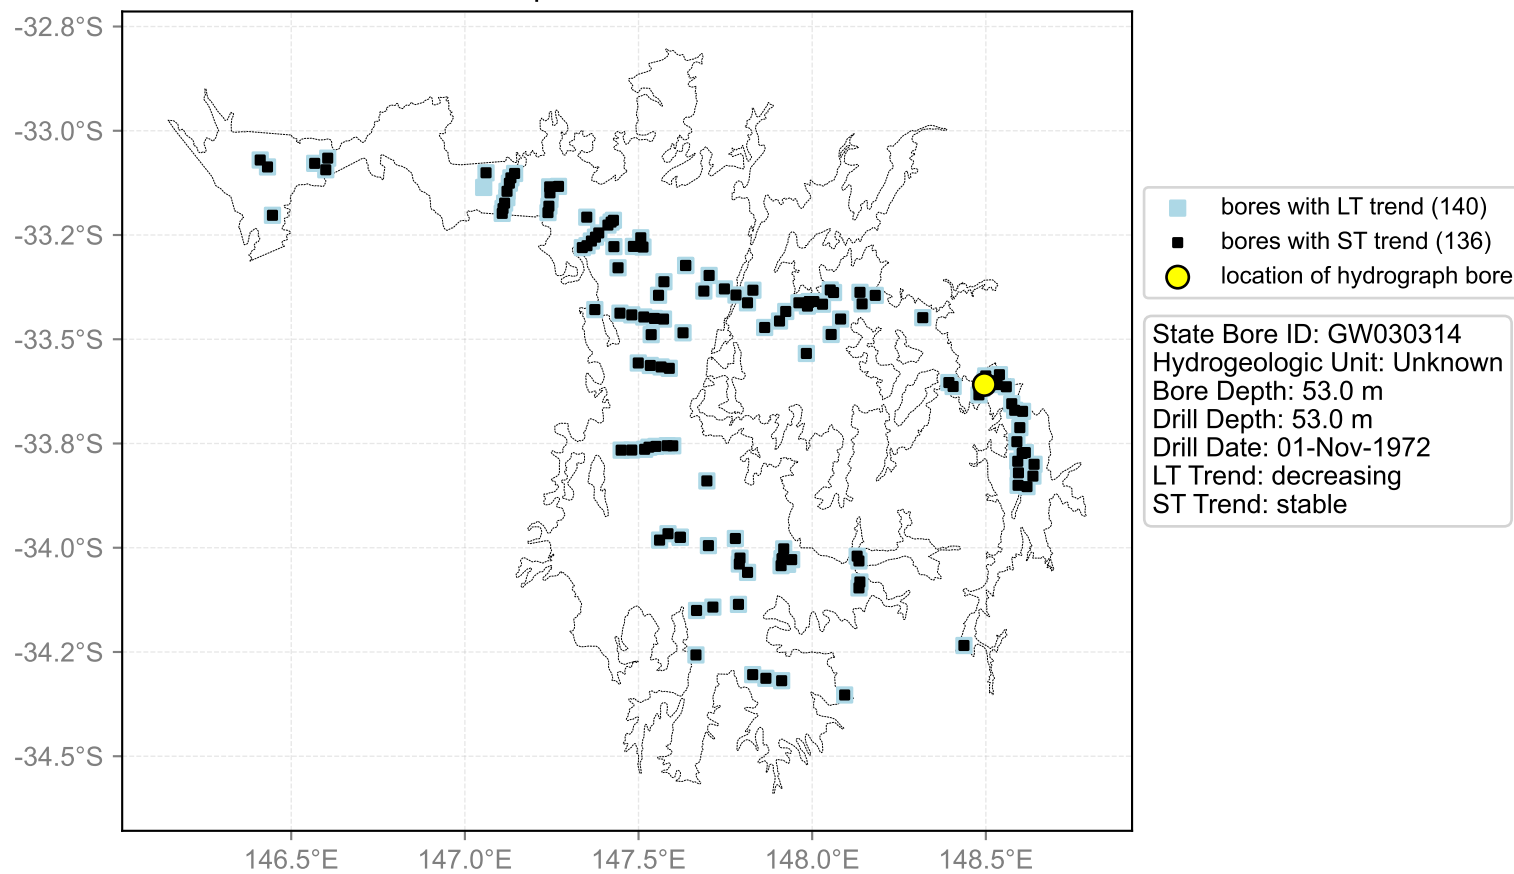 -32.8°S
-33.0°S
-33.2°S
-33.5°S
-33.8°S
-34.0°S
-34.2°S
-34.5°S
146.5°E
147.0°E
147.5°E
148.0°E
148.5°E
bores with LT trend (140)
bores with ST trend (136)
location of hydrograph bore
State Bore ID: GW030314
Hydrogeologic Unit: Unknown
Bore Depth: 53.0 m
Drill Depth: 53.0 m
Drill Date: 01-Nov-1972
LT Trend: decreasing
ST Trend: stable